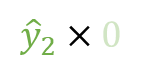 ŷ₂ × 0